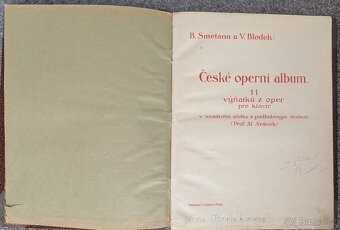 B. Smetana a V. Blodek:
České operní album.
11
výňatků z oper
pro klavír
v snadném slohu s podloženým textem.
(Prof. Al. Jiránek)